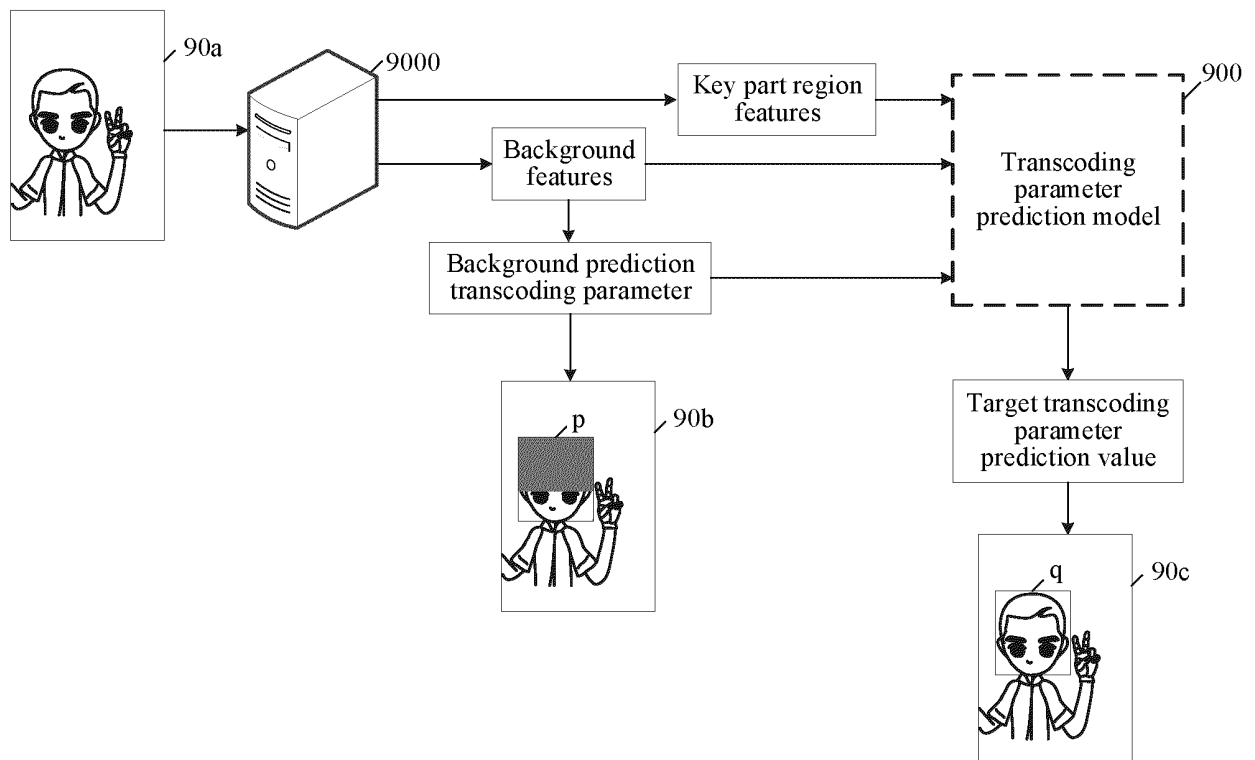 90a
9000
Key part region
features
900
Background
features
Transcoding
parameter
prediction model
Background prediction
transcoding parameter
p
90b
Target transcoding
parameter
prediction value
q
90c